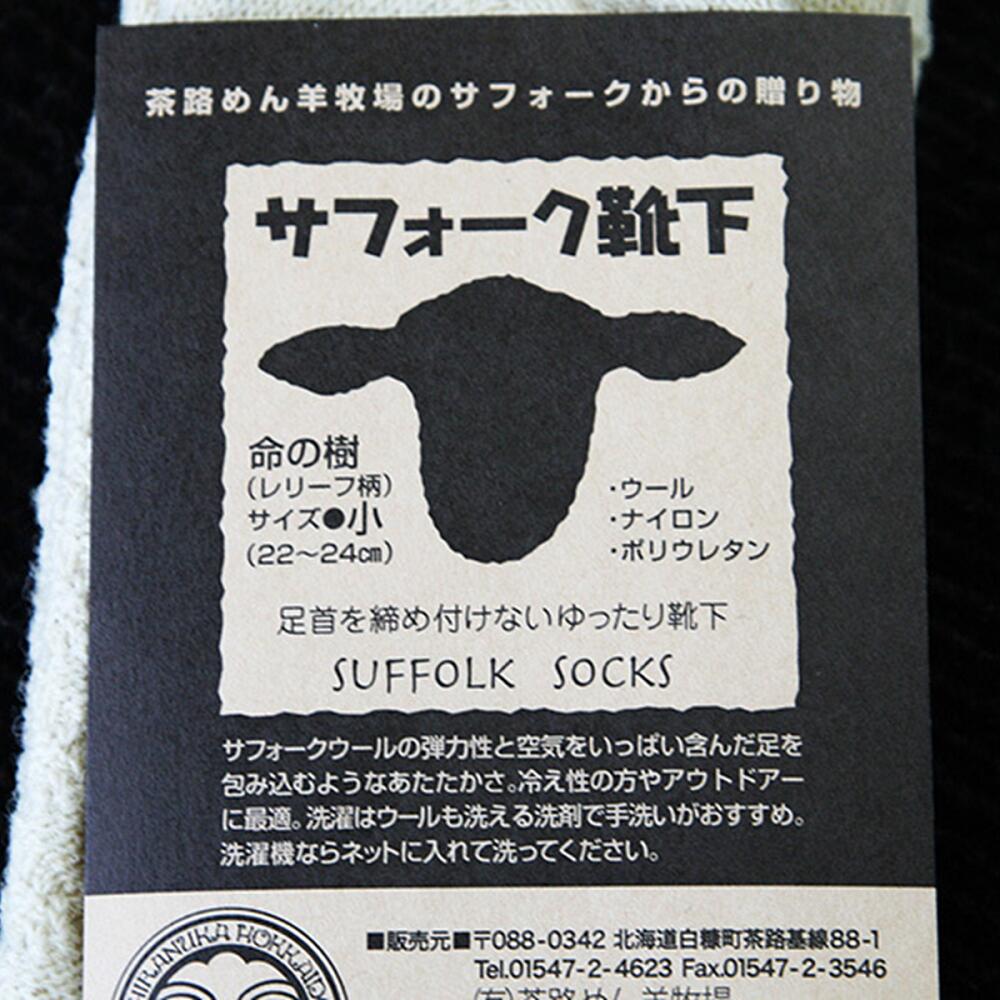 茶路めん羊牧場のサフォークからの贈り物
サフォーク靴下
命の樹
(レリーフ柄)
サイズ●小
(22～24㎝)
・ウール
・ナイロン
・ポリウレタン
足首を締め付けないゆったり靴下
SUFFOLK SOCKS
サフォークウールの弾力性と空気をいっぱい含んだ足を
包み込むようなあたたかさ。冷え性の方やアウトドアー
に最適。洗濯はウールも洗える洗剤で手洗いがおすすめ。
洗濯機ならネットに入れて洗ってください。
■販売元■〒088-0342 北海道白糠町茶路基線88-1
Tel.01547-2-4623 Fax.01547-2-3546
(有)茶路めん羊牧場